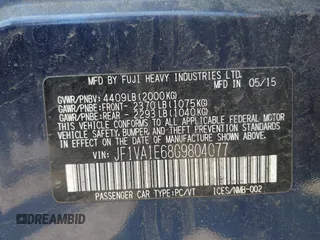 MFD BY FUJI HEAVY INDUSTRIES LTD.
MFD IN 05/15
GVWR/PNBV: 4409LB(2000KG)
GAWR/PNBE:FRONT- 2370LB(1075KG)
GAWR/PNBE:REAR - 2293LB(1040KG)
THIS VEHICLE CONFORMS TO ALL APPLICABLE FEDERAL MOTOR
VEHICLE SAFETY, BUMPER, AND THEFT PREVENTION STANDARDS
IN EFFECT ON THE DATE OF MANUFACTURE SHOWN ABOVE.
VIN: JF1VA1E68G9804077
PASSENGER CAR TYPE:PC/VT ICES/NMB-002